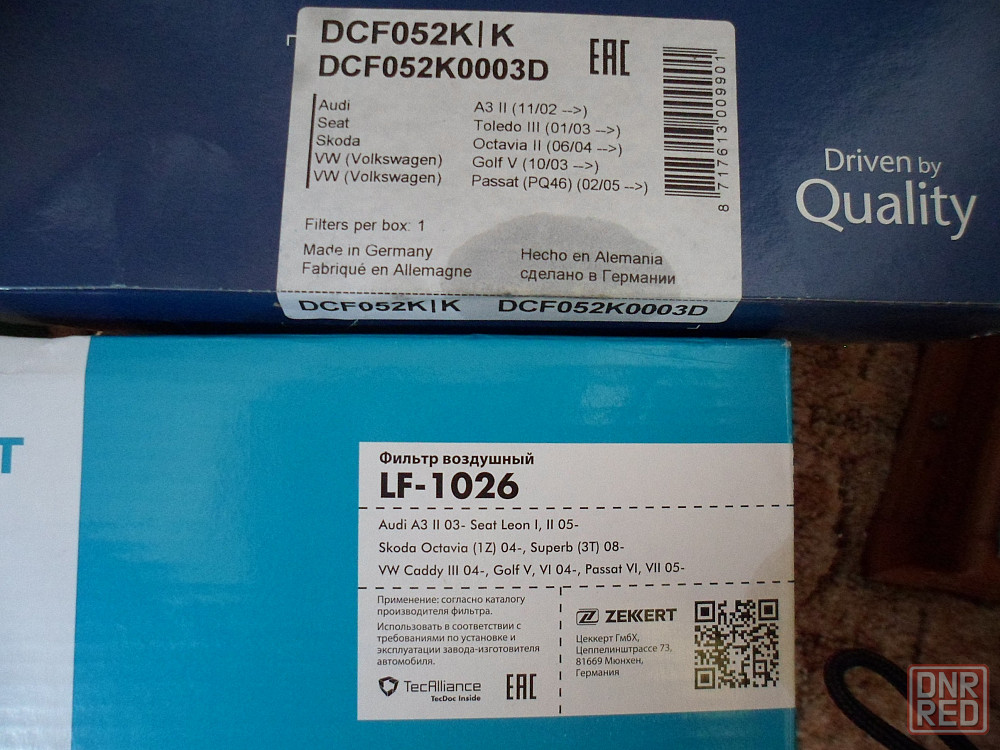 DCF052K|K
DCF052K0003D
EAC
Audi A3 II (11/02 -->)
Seat Toledo III (01/03 -->)
Skoda Octavia II (06/04 -->)
VW (Volkswagen) Golf V (10/03 -->)
VW (Volkswagen) Passat (PQ46) (02/05 -->)
8 717613 009901
Filters per box: 1
Made in Germany
Fabriqué en Allemagne
Hecho en Alemania
сделано в Германии
DCF052K|K DCF052K0003D
Driven by
Quality
T
Фильтр воздушный
LF-1026
Audi A3 II 03- Seat Leon I, II 05-
Skoda Octavia (1Z) 04-, Superb (3T) 08-
VW Caddy III 04-, Golf V, VI 04-, Passat VI, VII 05-
Применение: согласно каталогу
производителя фильтра.
Использовать в соответствии с
требованиями по установке и
эксплуатации завода-изготовителя
автомобиля.
TecAlliance
TecDoc Inside
EAC
ZEKKERT
Цеккерт ГмбХ,
Цеппелинштрассе 73,
81669 Мюнхен,
Германия
DNR
RED